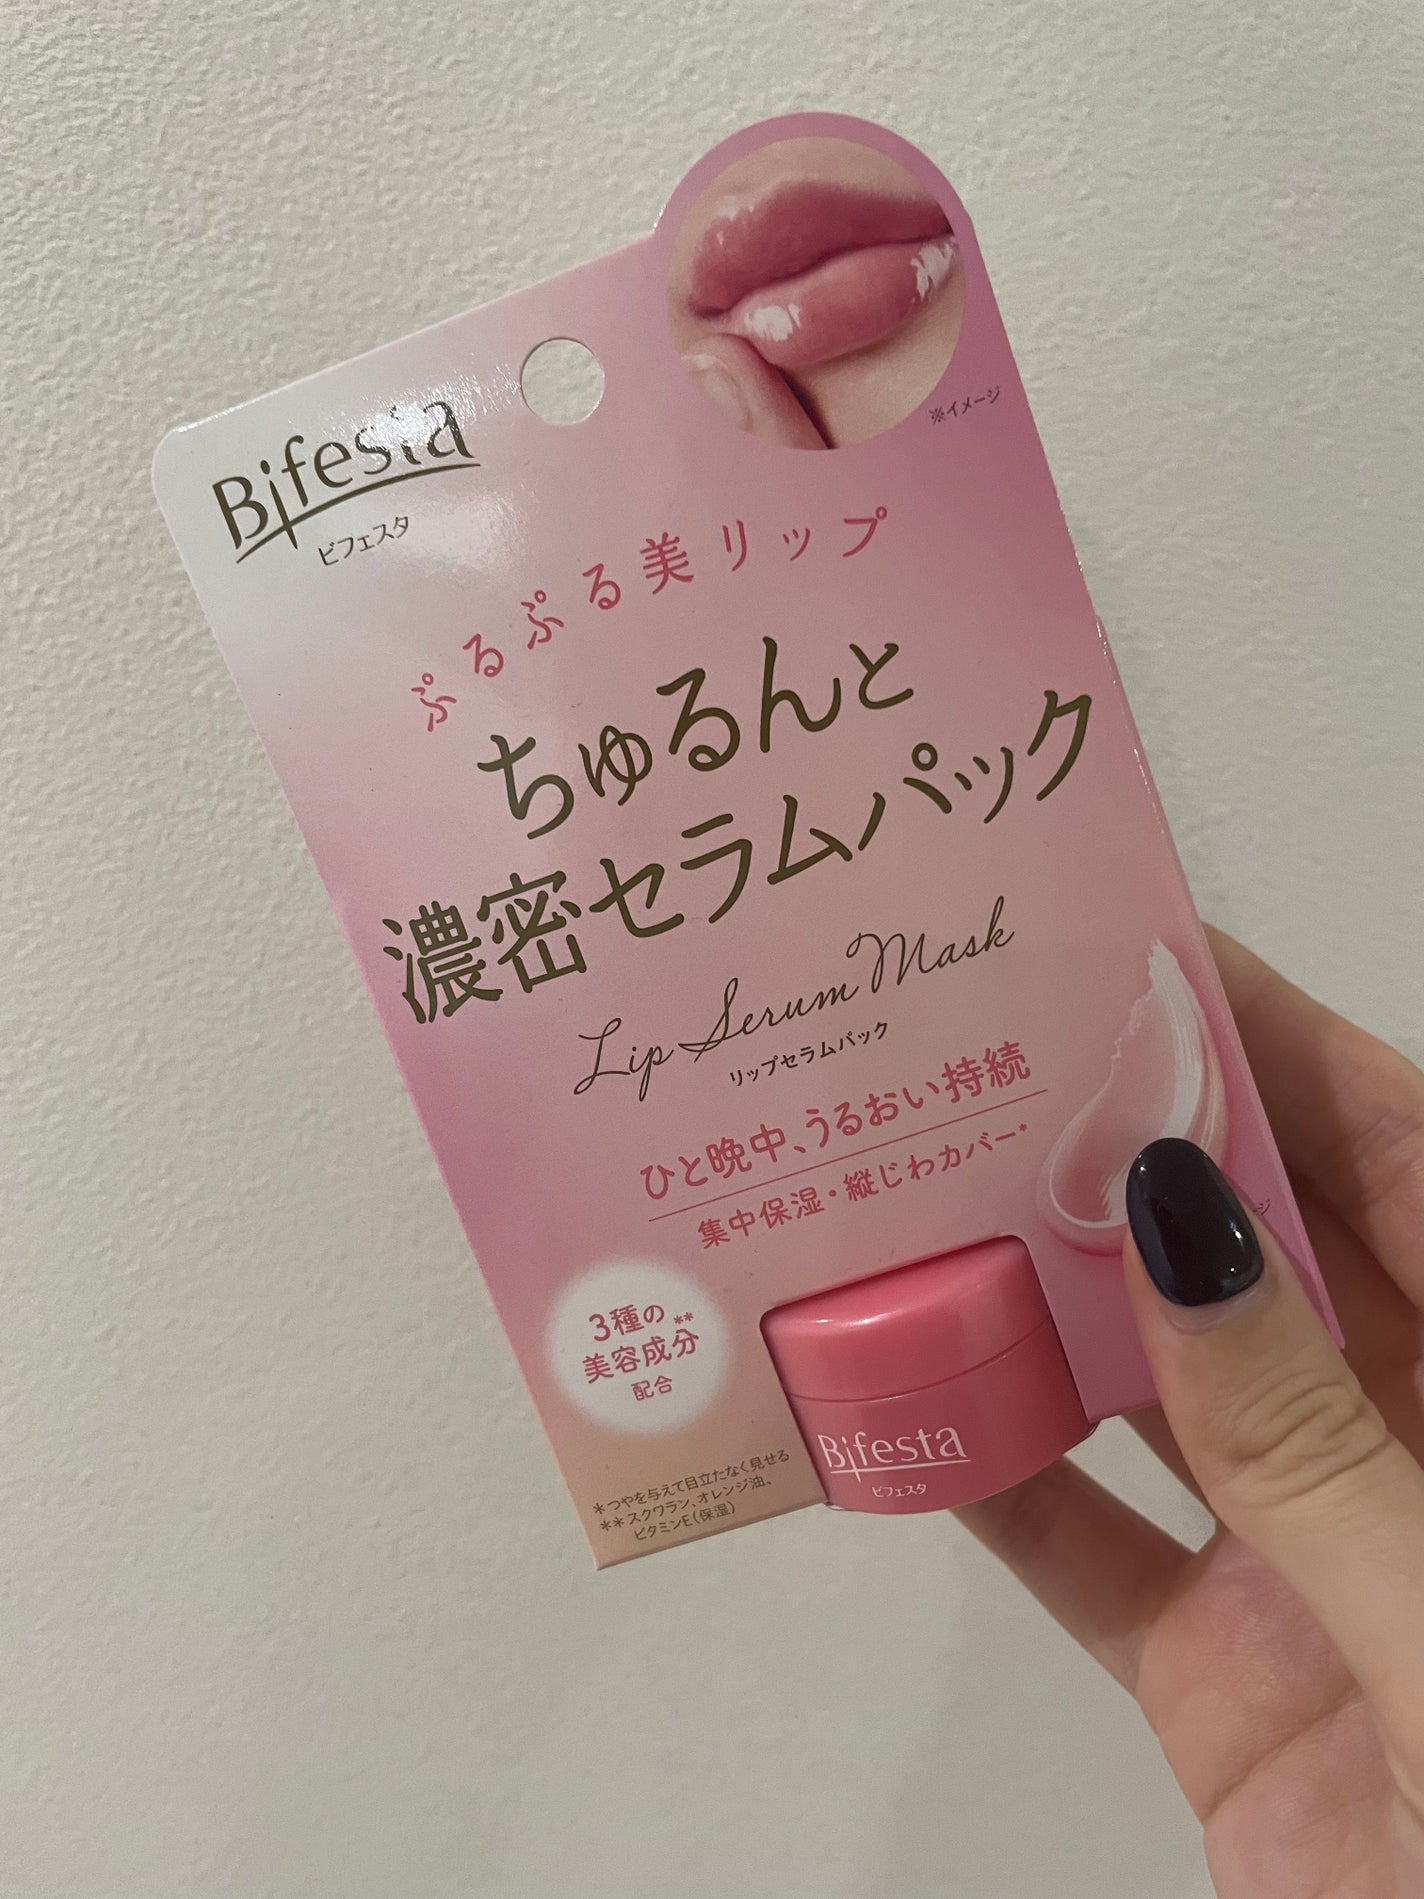 Bifesta
ビフェスタ
※イメージ
ぷるぷる美リップ
ちゅるんと
濃密セラムパック
Lip Serum Mask
リップセラムパック
ひと晩中、うるおい持続
集中保湿・縦じわカバー*
3種の
美容成分**
配合
*つやを与えて目立たなく見せる
**スクワラン、オレンジ油、
ビタミンE(保湿)
Bifesta
ビフェスタ